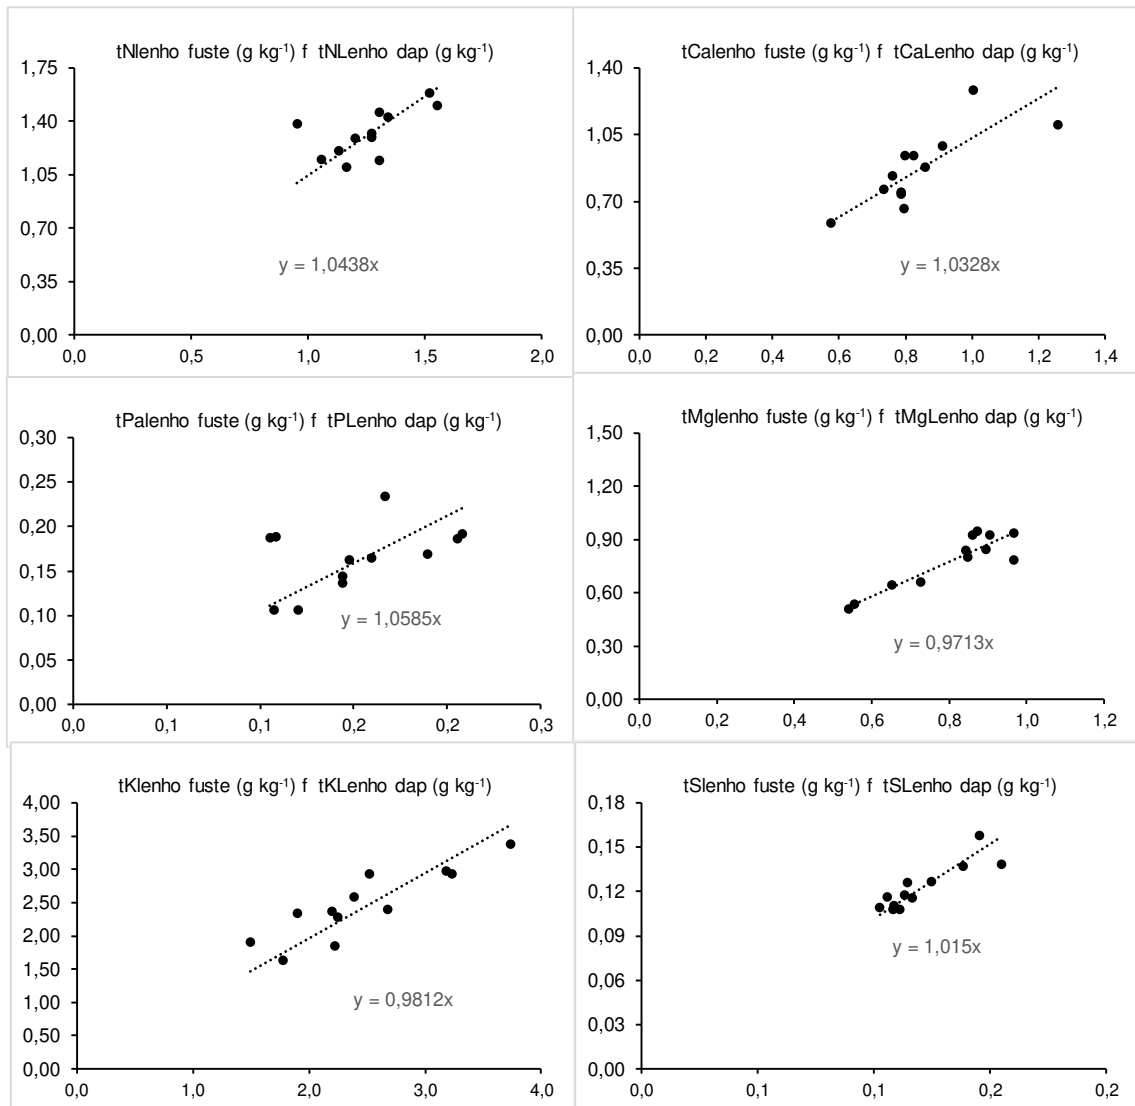 tNlenho fuste (g kg⁻¹) f tNLenho dap (g kg⁻¹)
1,75
1,40
1,05
0,70
0,35
0,00
y = 1,0438x
0,0 0,5 1,0 1,5 2,0
tCalenho fuste (g kg⁻¹) f tCaLenho dap (g kg⁻¹)
1,40
1,05
0,70
0,35
0,00
y = 1,0328x
0,0 0,2 0,4 0,6 0,8 1,0 1,2 1,4
tPalenho fuste (g kg⁻¹) f tPLenho dap (g kg⁻¹)
0,30
0,25
0,20
0,15
0,10
0,05
0,00
y = 1,0585x
0,0 0,1 0,1 0,2 0,2 0,3
tMglenho fuste (g kg⁻¹) f tMgLenho dap (g kg⁻¹)
1,50
1,20
0,90
0,60
0,30
0,00
y = 0,9713x
0,0 0,2 0,4 0,6 0,8 1,0 1,2
tKlenho fuste (g kg⁻¹) f tKLenho dap (g kg⁻¹)
4,00
3,50
3,00
2,50
2,00
1,50
1,00
0,50
0,00
y = 0,9812x
0,0 1,0 2,0 3,0 4,0
tSlenho fuste (g kg⁻¹) f tSLenho dap (g kg⁻¹)
0,18
0,15
0,12
0,09
0,06
0,03
0,00
y = 1,015x
0,0 0,1 0,1 0,2 0,2